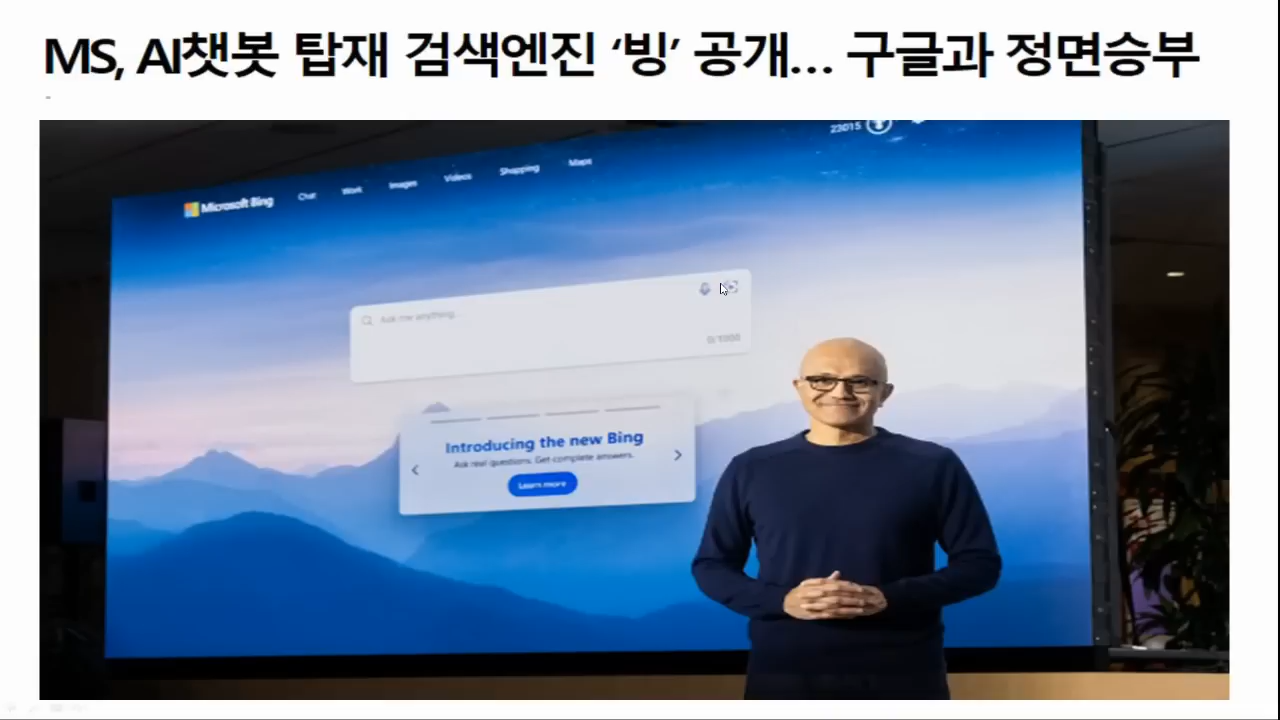 MS, AI챗봇 탑재 검색엔진 ‘빙’ 공개... 구글과 정면승부
23015
Microsoft Bing Chat Work Images Videos Shopping Maps
Ask me anything...
0/1000
Introducing the new Bing
Ask real questions. Get complete answers.
Learn more